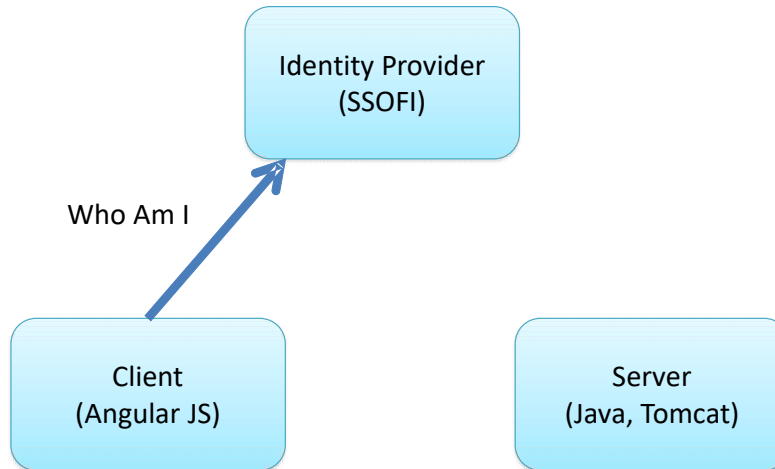 Identity Provider
(SSOFI)
Who Am I
Client
(Angular JS)
Server
(Java, Tomcat)